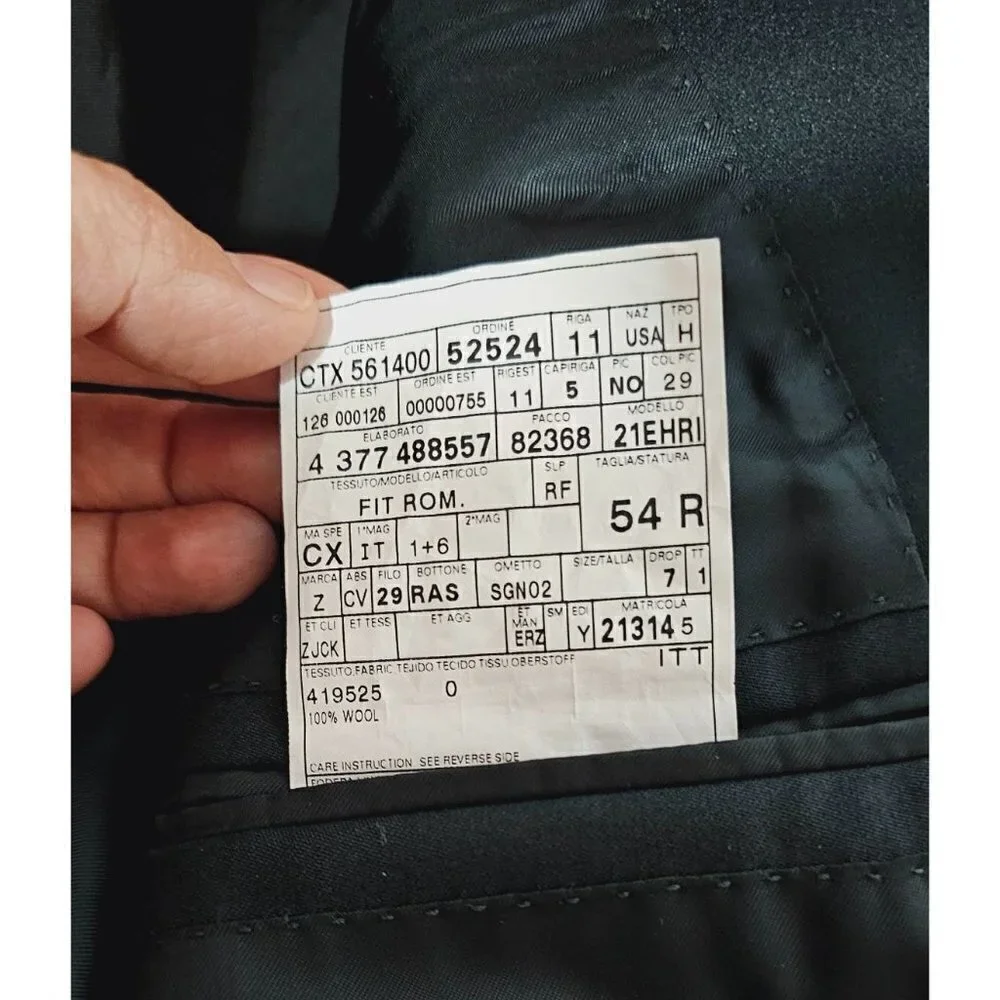 CLIENTE ORDINE RIGA NAZ TPO
CTX 561400 52524 11 USA H
CLIENTE EST ORDINE EST RIGEST CAPIRIGA PIC COL PIC
126 000126 00000755 11 5 NO 29
ELABORATO PACCO MODELLO
4 377 488557 82368 21EHRI
TESSUTO/MODELLO/ARTICOLO SLP TAGLIA/STATURA
FIT ROM. RF 54 R
MA SPE 1°MAG 2°MAG
CX IT 1+6
MARCA ABS FILO BOTTONE OMETTO SIZE/TALLA DROP TT
Z CV 29 RAS SGN02 7 1
ET CLI ET TESS ET AGG ET MAN SM EDI MATRICOLA
ZJCK ERZ Y 213145
TESSUTO FABRIC TEJIDO TECIDO TISSU OBERSTOFF ITT
419525 0
100% WOOL
CARE INSTRUCTION SEE REVERSE SIDE